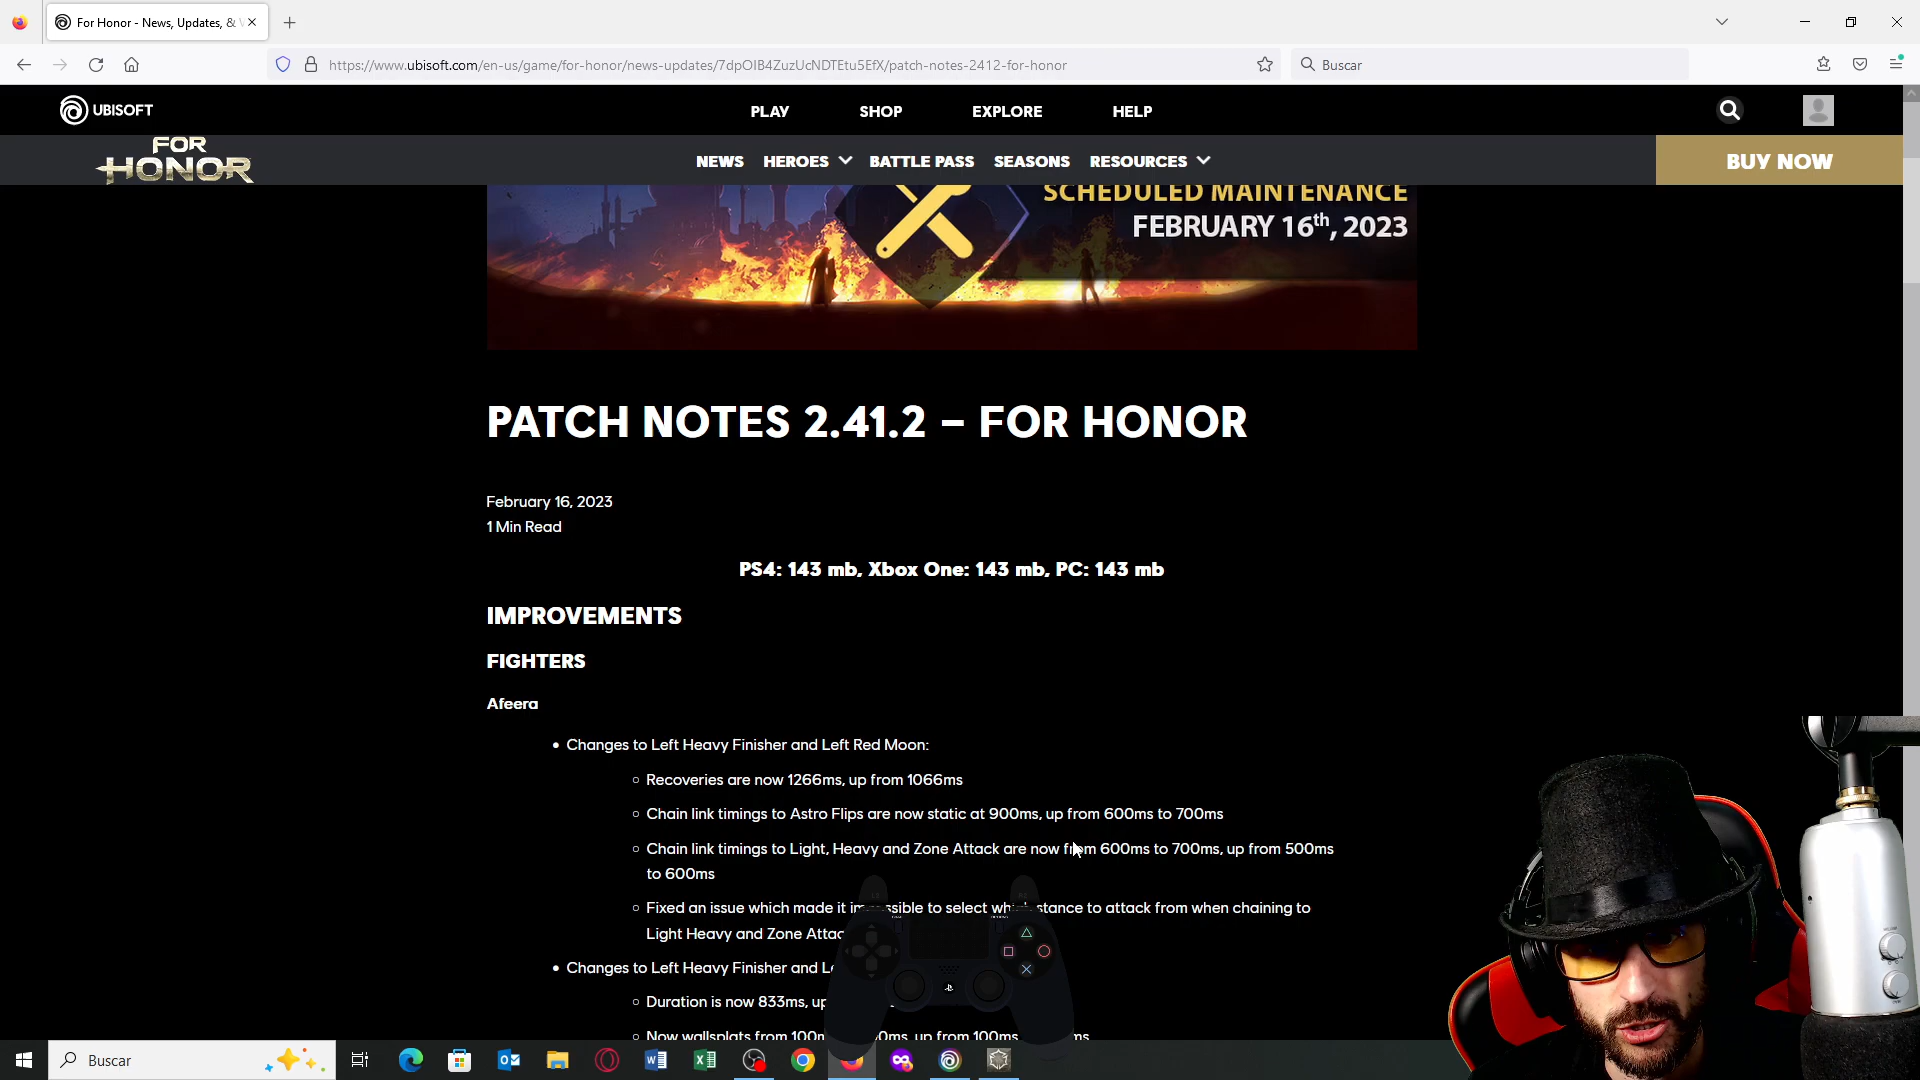 For Honor - News, Updates, &
https://www.ubisoft.com/en-us/game/for-honor/news-updates/7dpOIB4ZuzUcNDTEtu5EfX/patch-notes-2412-for-honor
Buscar
UBISOFT
PLAY
SHOP
EXPLORE
HELP
FOR HONOR
NEWS
HEROES
BATTLE PASS
SEASONS
RESOURCES
BUY NOW
SCHEDULED MAINTENANCE
FEBRUARY 16th, 2023
PATCH NOTES 2.41.2 – FOR HONOR
February 16, 2023
1 Min Read
PS4: 143 mb, Xbox One: 143 mb, PC: 143 mb
IMPROVEMENTS
FIGHTERS
Afeera
• Changes to Left Heavy Finisher and Left Red Moon:
○ Recoveries are now 1266ms, up from 1066ms
○ Chain link timings to Astro Flips are now static at 900ms, up from 600ms to 700ms
○ Chain link timings to Light, Heavy and Zone Attack are now from 600ms to 700ms, up from 500ms
to 600ms
○ Fixed an issue which made it to select stance to attack from when chaining to
Light Heavy and Zone
• Changes to Left Heavy Finisher and
○ Duration is now 833ms,
○ Now wallsplats from up from 100ms
Buscar